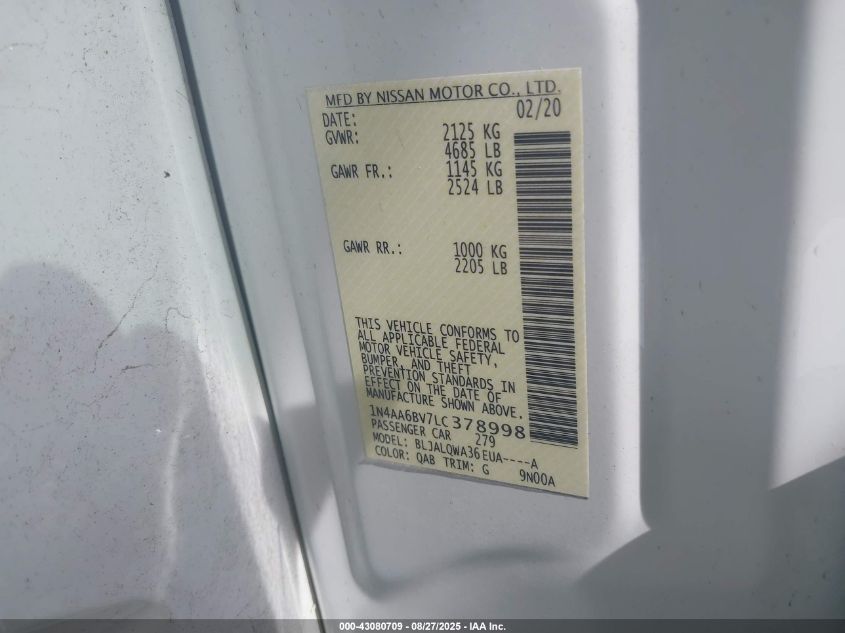 MFD BY NISSAN MOTOR CO., LTD.
DATE: 02/20
GVWR: 2125 KG
4685 LB
GAWR FR.: 1145 KG
2524 LB
GAWR RR.: 1000 KG
2205 LB
THIS VEHICLE CONFORMS TO
ALL APPLICABLE FEDERAL
MOTOR VEHICLE SAFETY,
BUMPER, AND THEFT
PREVENTION STANDARDS IN
EFFECT ON THE DATE OF
MANUFACTURE SHOWN ABOVE.
1N4AA6BV7LC378998
PASSENGER CAR 279
MODEL: BLJALQWA36EUA----A
COLOR: QAB TRIM: G 9N00A
000-43080709 - 08/27/2025 - IAA Inc.